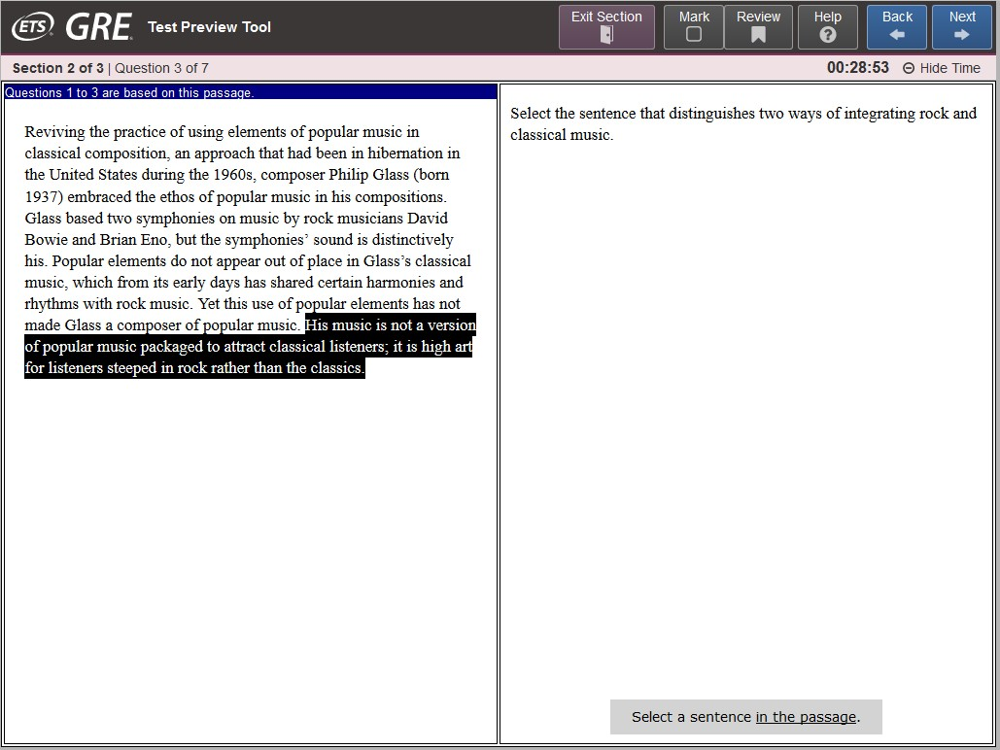 ETS GRE Test Preview Tool
Exit Section Mark Review Help Back Next
Section 2 of 3 | Question 3 of 7
00:28:53 Hide Time
Questions 1 to 3 are based on this passage.
Reviving the practice of using elements of popular music in
classical composition, an approach that had been in hibernation in
the United States during the 1960s, composer Philip Glass (born
1937) embraced the ethos of popular music in his compositions.
Glass based two symphonies on music by rock musicians David
Bowie and Brian Eno, but the symphonies’ sound is distinctively
his. Popular elements do not appear out of place in Glass’s classical
music, which from its early days has shared certain harmonies and
rhythms with rock music. Yet this use of popular elements has not
made Glass a composer of popular music. His music is not a version
of popular music packaged to attract classical listeners; it is high art
for listeners steeped in rock rather than the classics.
Select the sentence that distinguishes two ways of integrating rock and
classical music.
Select a sentence in the passage.